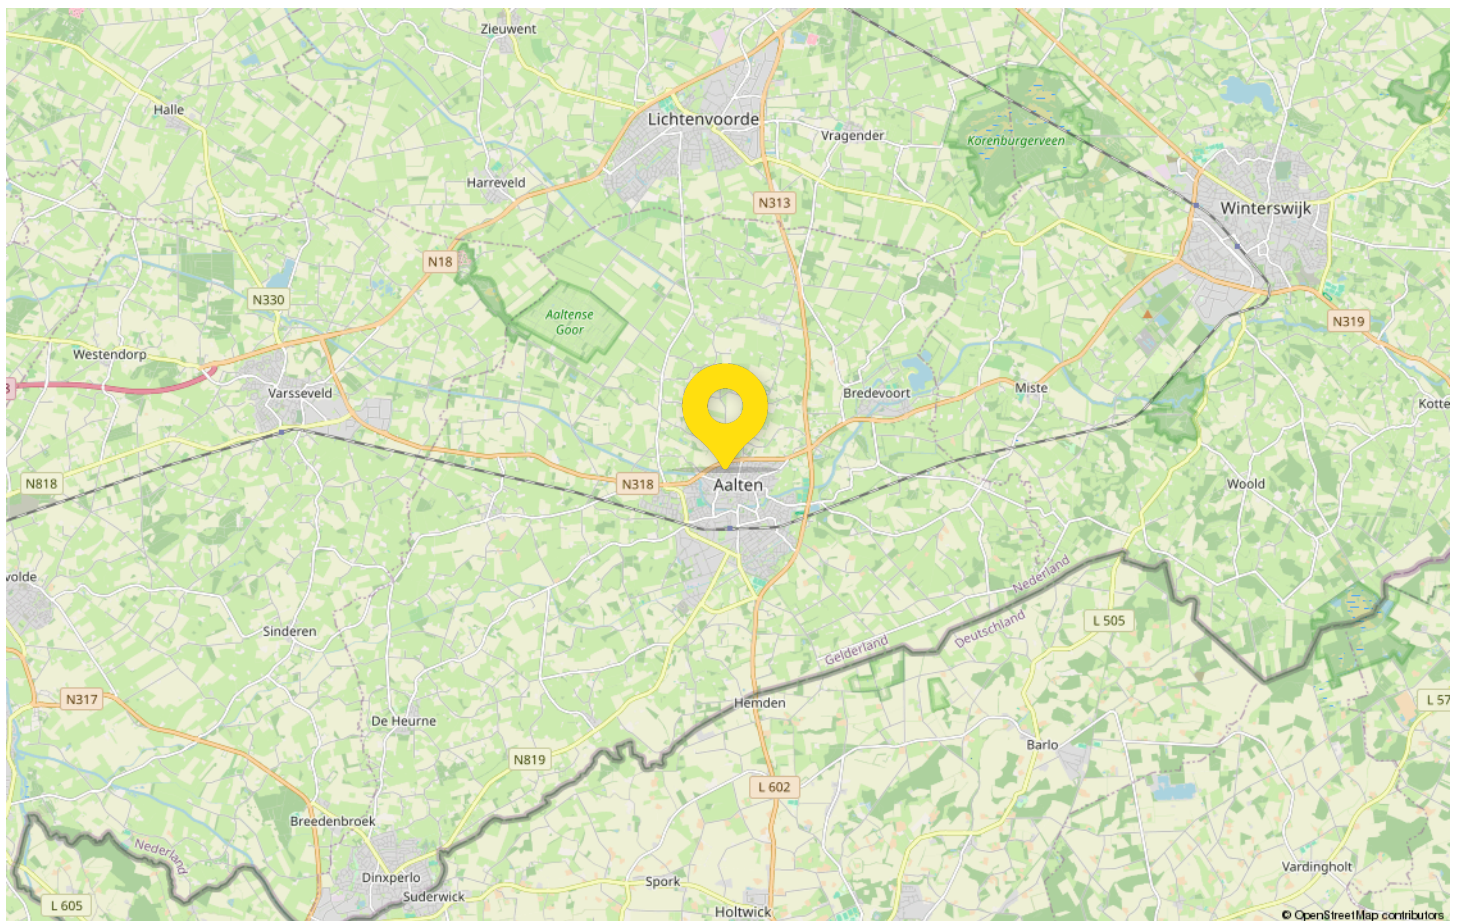 Zieuwent
Halle
Lichtenvoorde
Vragender
Korenburgerveen
Harreveld
N313
Winterswijk
N18
N330
Aaltense
Goor
N319
Westendorp
Varsseveld
Bredevoort
Miste
Kotte
N818
N318
Aalten
Woold
Nederland
volde
Deutschland
L 505
Sinderen
Gelderland
N317
De Heurne
Hemden
L 57
Barlo
N819
L 602
Breedenbroek
Nederland
Vardingholt
Dinxperlo
Suderwick
Spork
L 605
Holtwick
© OpenStreetMap contributors